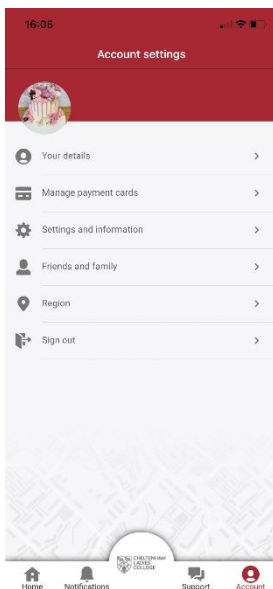 16:05
Account settings
Your details
Manage payment cards
Settings and information
Friends and family
Region
Sign out
CHELTENHAM
LADIES'
COLLEGE
Home
Notifications
Support
Account